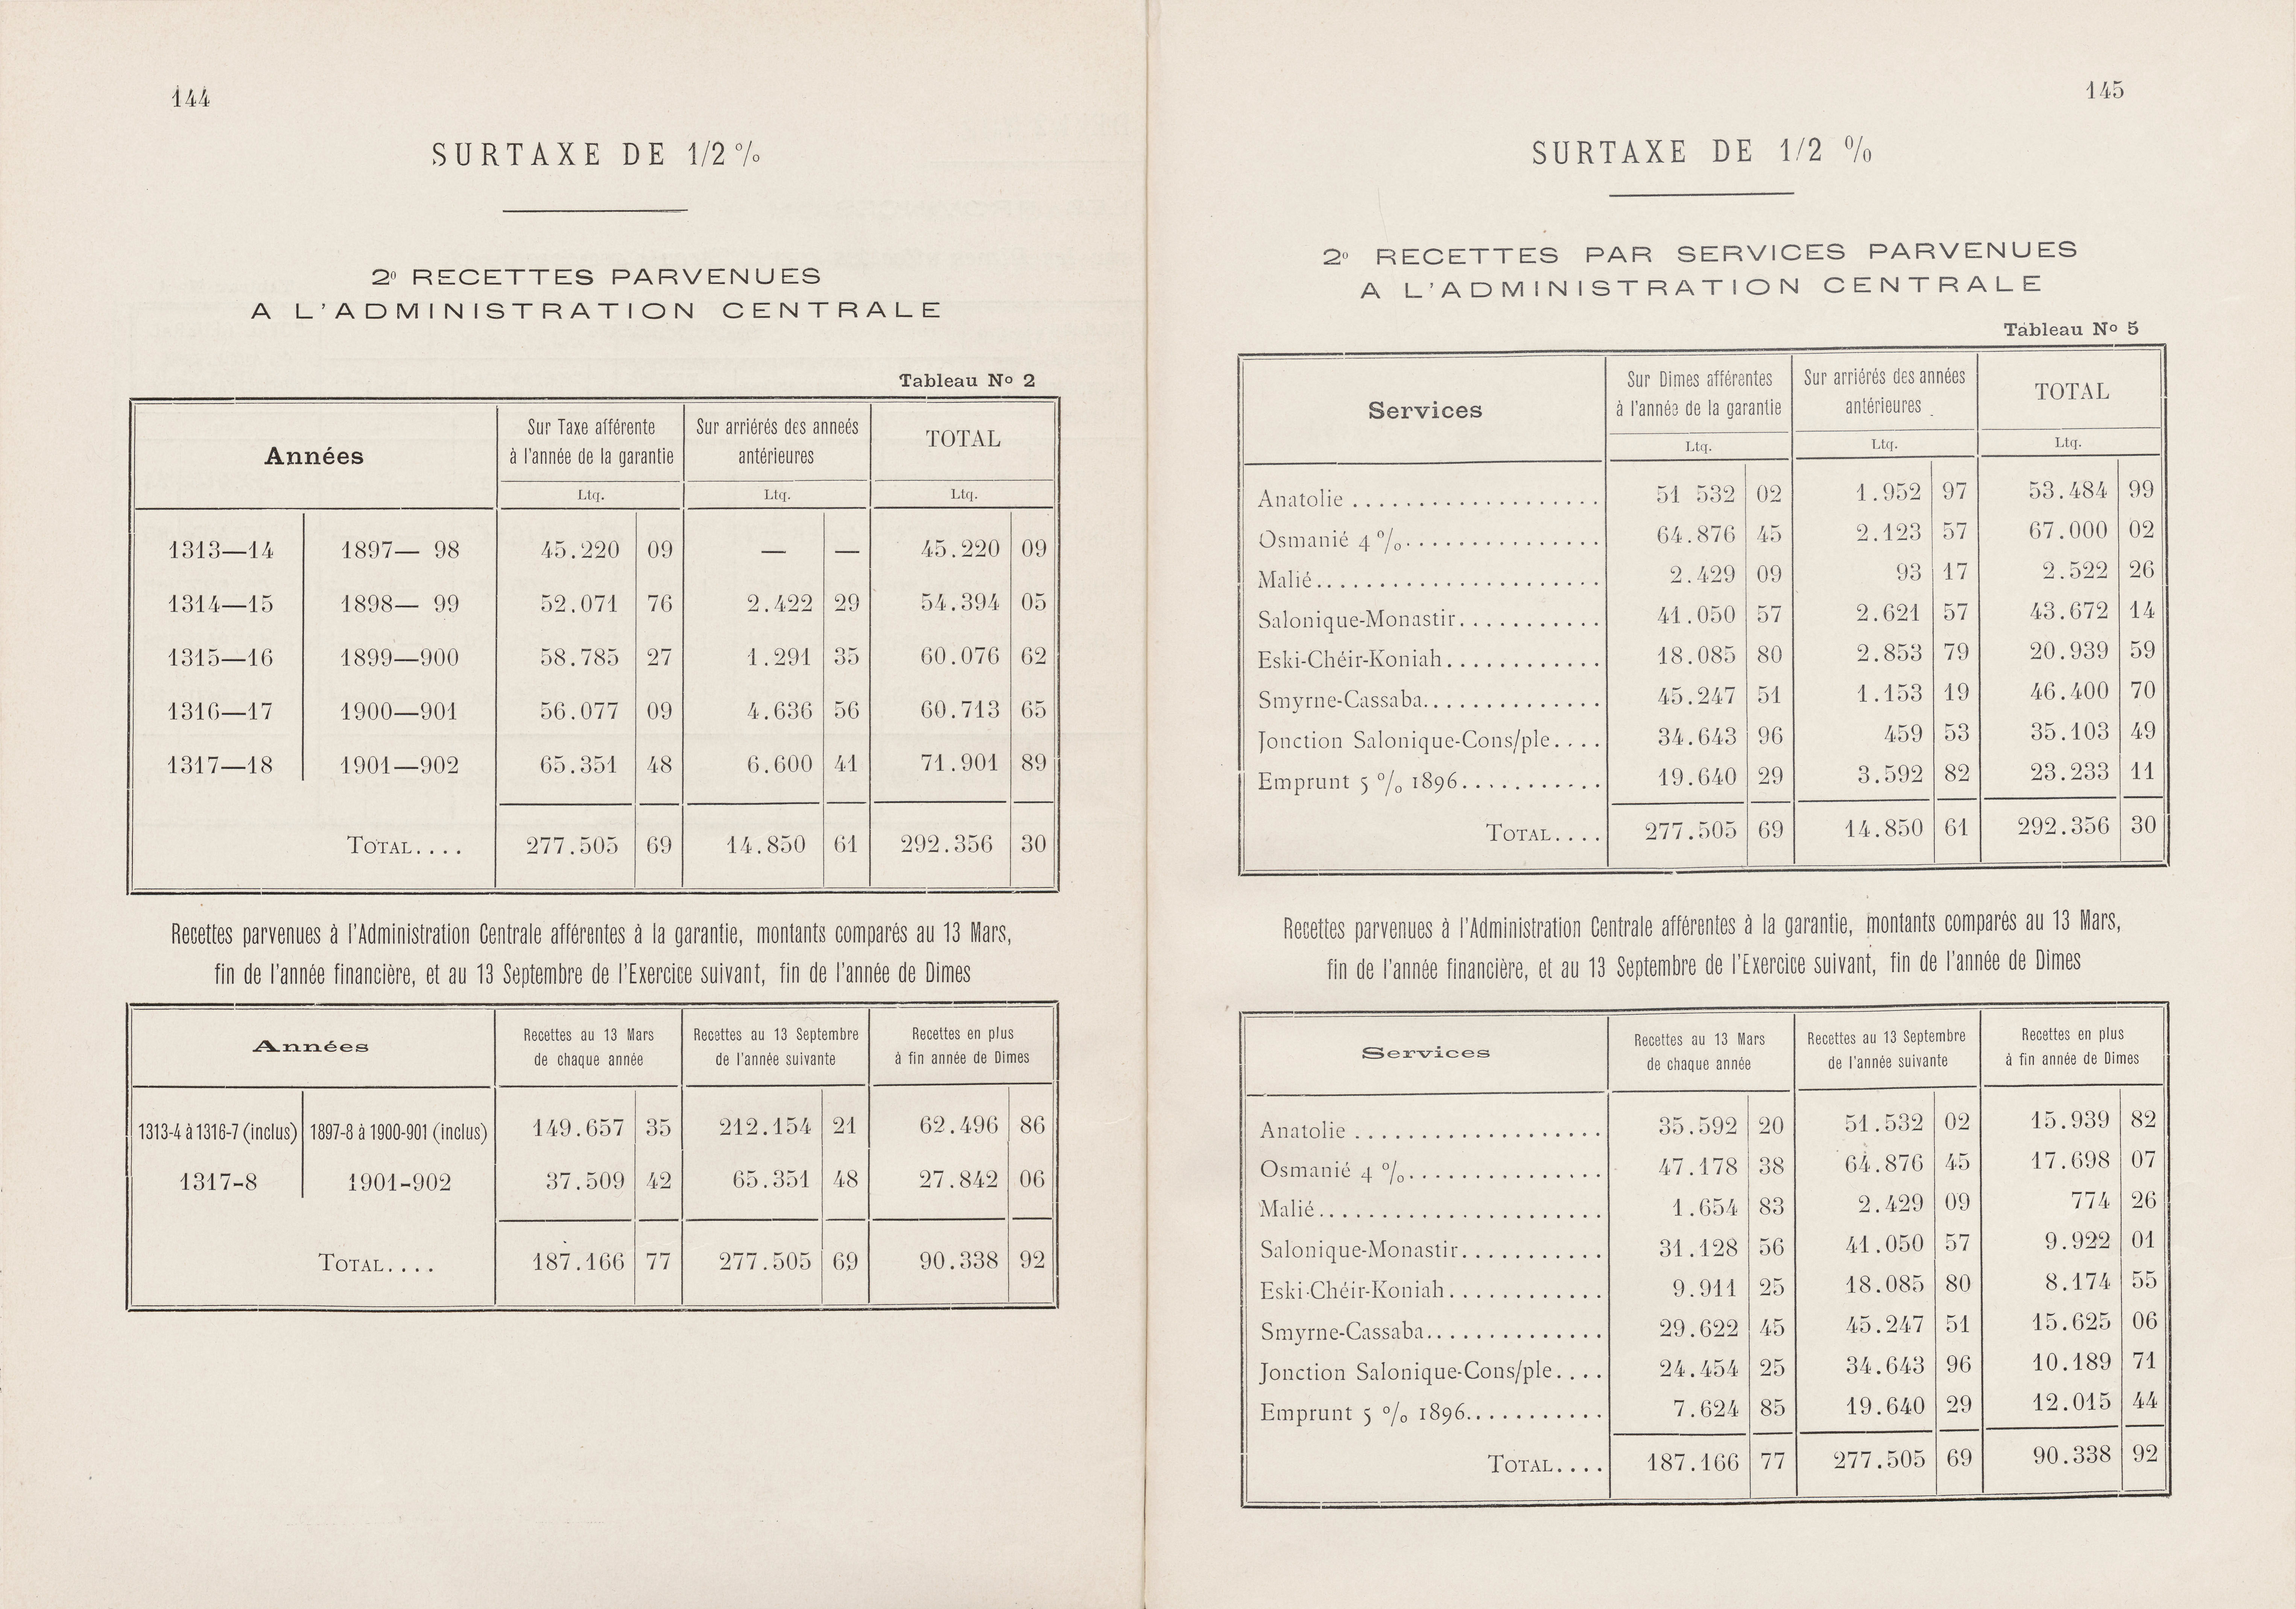 144
SURTAXE DE 1/2 %
2º RECETTES PARVENUES
A L'ADMINISTRATION CENTRALE
Tableau Nº 2
Années | Sur Taxe afférente à l'année de la garantie | Sur arriérés des anneés antérieures | TOTAL
Ltq. | Ltq. | Ltq.
1313—14 | 1897— 98 | 45.220 09 | — — | 45.220 09
1314—15 | 1898— 99 | 52.071 76 | 2.422 29 | 54.394 05
1315—16 | 1899—900 | 58.785 27 | 1.291 35 | 60.076 62
1316—17 | 1900—901 | 56.077 09 | 4.636 56 | 60.713 65
1317—18 | 1901—902 | 65.351 48 | 6.600 41 | 71.901 89
TOTAL.... | 277.505 69 | 14.850 61 | 292.356 30
Recettes parvenues à l'Administration Centrale afférentes à la garantie, montants comparés au 13 Mars,
fin de l'année financière, et au 13 Septembre de l'Exercice suivant, fin de l'année de Dimes
Années | Recettes au 13 Mars de chaque année | Recettes au 13 Septembre de l'année suivante | Recettes en plus à fin année de Dimes
1313-4 à 1316-7 (inclus) | 1897-8 à 1900-901 (inclus) | 149.657 35 | 212.154 21 | 62.496 86
1317-8 | 1901-902 | 37.509 42 | 65.351 48 | 27.842 06
TOTAL.... | 187.166 77 | 277.505 69 | 90.338 92
145
SURTAXE DE 1/2 %
2º RECETTES PAR SERVICES PARVENUES
A L'ADMINISTRATION CENTRALE
Tableau Nº 5
Services | Sur Dimes afférentes à l'année de la garantie | Sur arriérés des années antérieures | TOTAL
Ltq. | Ltq. | Ltq.
Anatolie ................... | 51 532 02 | 1.952 97 | 53.484 99
Osmanié 4 %............... | 64.876 45 | 2.123 57 | 67.000 02
Malié...................... | 2.429 09 | 93 17 | 2.522 26
Salonique-Monastir........... | 41.050 57 | 2.621 57 | 43.672 14
Eski-Chéir-Koniah............ | 18.085 80 | 2.853 79 | 20.939 59
Smyrne-Cassaba.............. | 45.247 51 | 1.153 19 | 46.400 70
Jonction Salonique-Cons/ple.... | 34.643 96 | 459 53 | 35.103 49
Emprunt 5 % 1896........... | 19.640 29 | 3.592 82 | 23.233 11
TOTAL.... | 277.505 69 | 14.850 61 | 292.356 30
Recettes parvenues à l'Administration Centrale afférentes à la garantie, montants comparés au 13 Mars,
fin de l'année financière, et au 13 Septembre de l'Exercice suivant, fin de l'année de Dimes
Services | Recettes au 13 Mars de chaque année | Recettes au 13 Septembre de l'année suivante | Recettes en plus à fin année de Dimes
Anatolie ................... | 35.592 20 | 51.532 02 | 15.939 82
Osmanié 4 %............... | 47.178 38 | 64.876 45 | 17.698 07
Malié...................... | 1.654 83 | 2.429 09 | 774 26
Salonique-Monastir........... | 31.128 56 | 41.050 57 | 9.922 01
Eski-Chéir-Koniah............ | 9.911 25 | 18.085 80 | 8.174 55
Smyrne-Cassaba.............. | 29.622 45 | 45.247 51 | 15.625 06
Jonction Salonique-Cons/ple.... | 24.454 25 | 34.643 96 | 10.189 71
Emprunt 5 % 1896........... | 7.624 85 | 19.640 29 | 12.015 44
TOTAL.... | 187.166 77 | 277.505 69 | 90.338 92